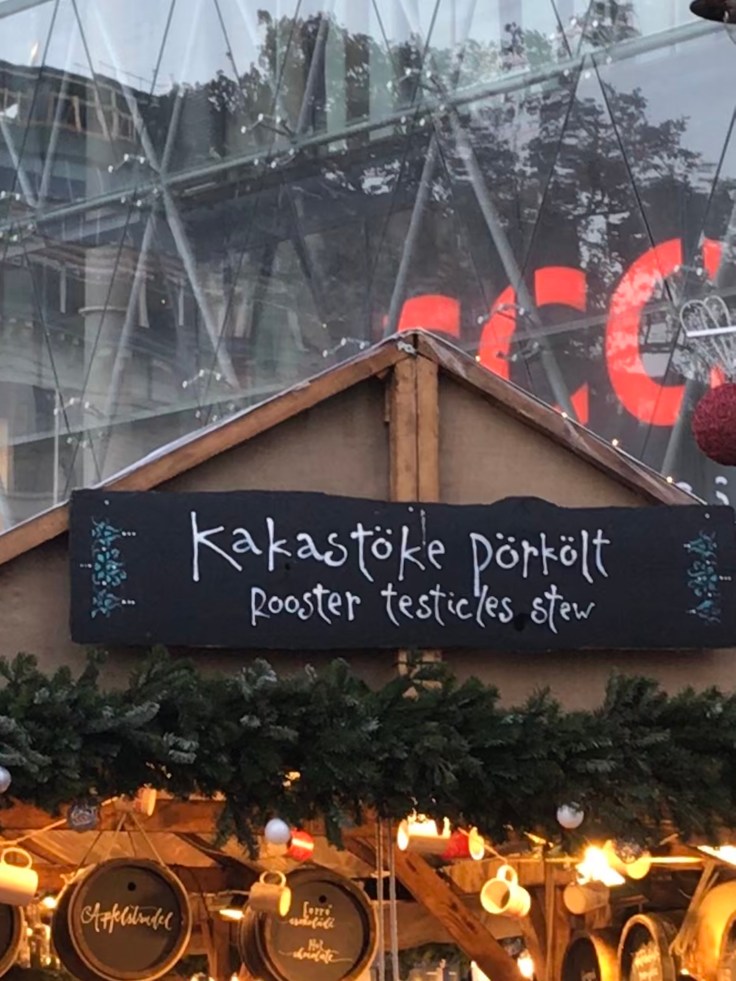 Kakastöke pörkölt
Rooster testicles stew
Apfelstrudel
Forró
csokoládé
Hot
chocolate